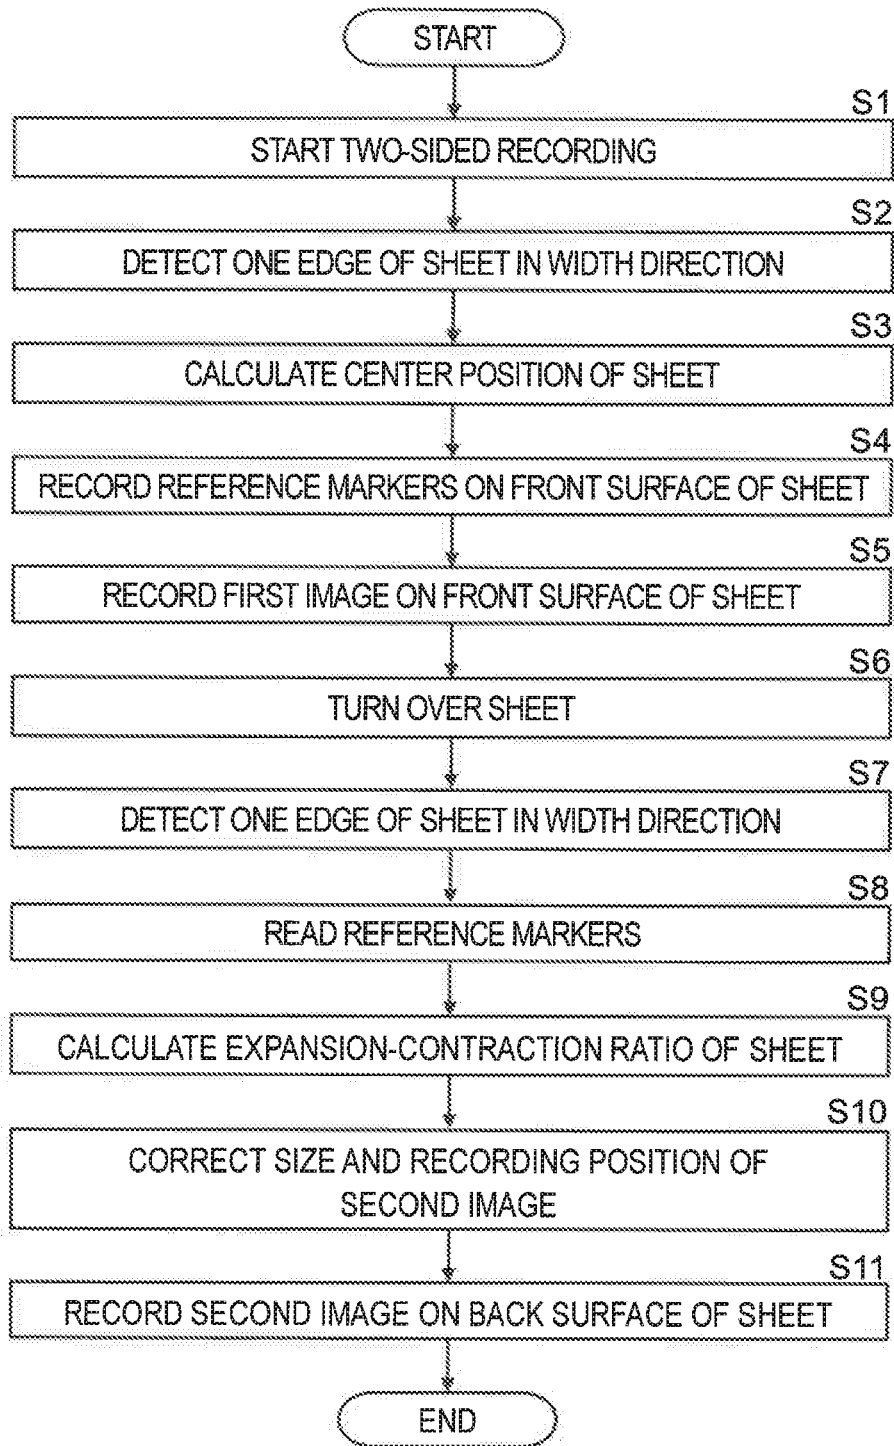 START
S1
START TWO-SIDED RECORDING
S2
DETECT ONE EDGE OF SHEET IN WIDTH DIRECTION
S3
CALCULATE CENTER POSITION OF SHEET
S4
RECORD REFERENCE MARKERS ON FRONT SURFACE OF SHEET
S5
RECORD FIRST IMAGE ON FRONT SURFACE OF SHEET
S6
TURN OVER SHEET
S7
DETECT ONE EDGE OF SHEET IN WIDTH DIRECTION
S8
READ REFERENCE MARKERS
S9
CALCULATE EXPANSION-CONTRACTION RATIO OF SHEET
S10
CORRECT SIZE AND RECORDING POSITION OF
SECOND IMAGE
S11
RECORD SECOND IMAGE ON BACK SURFACE OF SHEET
END